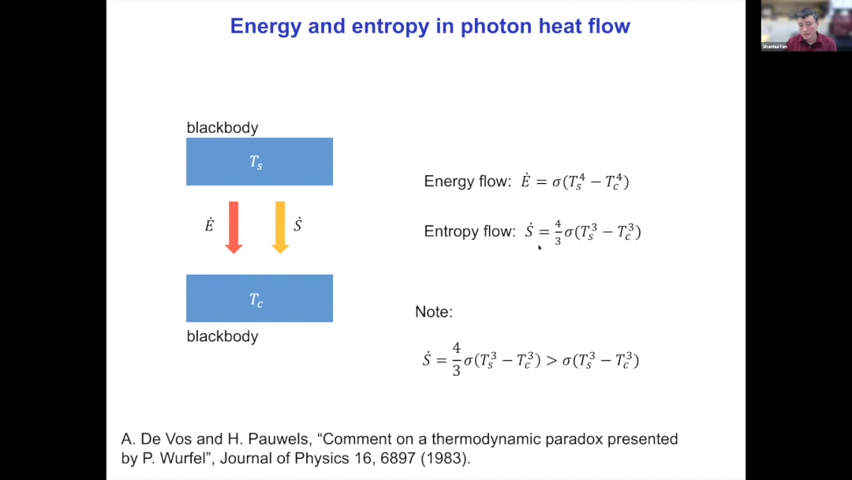 Energy and entropy in photon heat flow
Shanhui Fan
blackbody
T_s
Ė
Ṡ
T_c
blackbody
Energy flow: Ė = σ(T_s^4 − T_c^4)
Entropy flow: Ṡ = 4/3 σ(T_s^3 − T_c^3)
Note:
Ṡ = 4/3 σ(T_s^3 − T_c^3) > σ(T_s^3 − T_c^3)
A. De Vos and H. Pauwels, “Comment on a thermodynamic paradox presented
by P. Wurfel”, Journal of Physics 16, 6897 (1983).